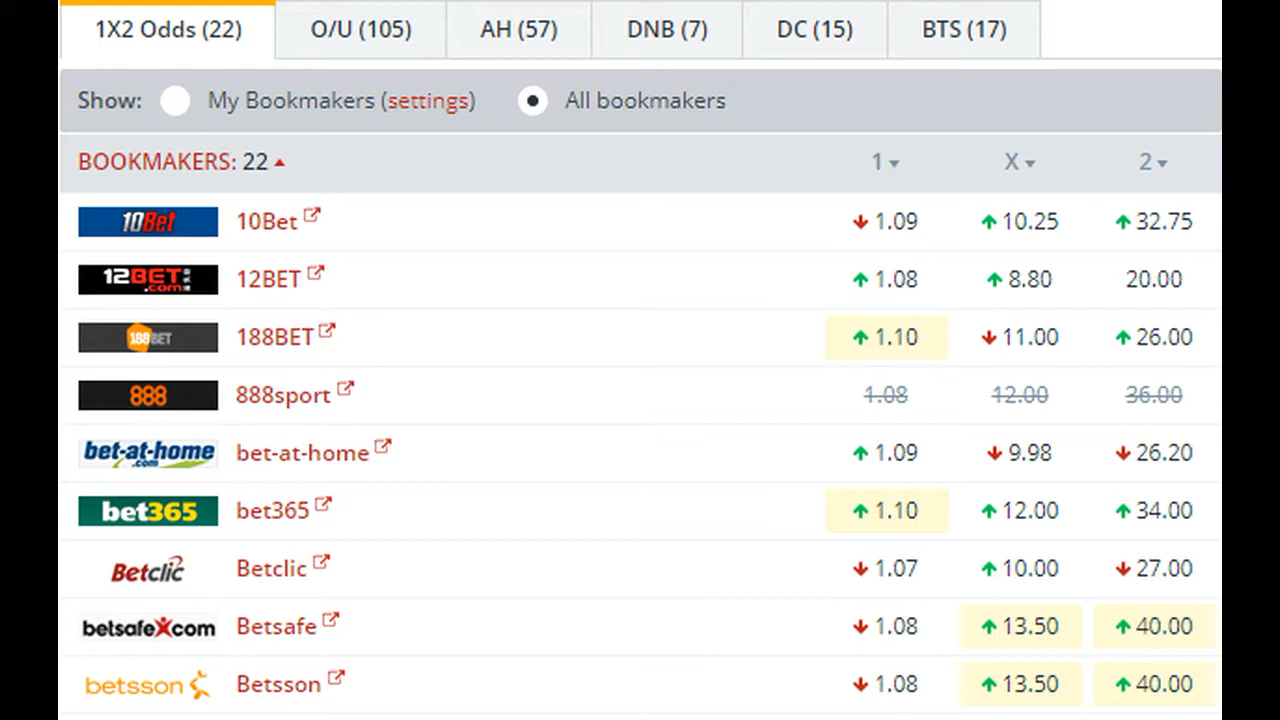 1X2 Odds (22) O/U (105) AH (57) DNB (7) DC (15) BTS (17)
Show: My Bookmakers (settings) All bookmakers
BOOKMAKERS: 22 1 X 2
10Bet 10Bet 1.09 10.25 32.75
12BET.com 12BET 1.08 8.80 20.00
188BET 188BET 1.10 11.00 26.00
888 888sport 1.08 12.00 36.00
bet-at-home.com bet-at-home 1.09 9.98 26.20
bet365 bet365 1.10 12.00 34.00
Betclic Betclic 1.07 10.00 27.00
betsafe.com Betsafe 1.08 13.50 40.00
betsson Betsson 1.08 13.50 40.00